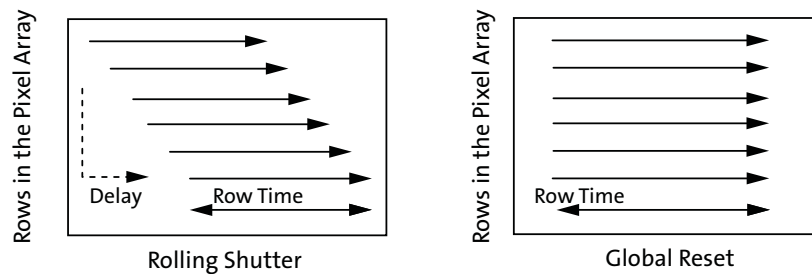 Rows in the Pixel Array
Delay
Row Time
Rolling Shutter
Rows in the Pixel Array
Row Time
Global Reset